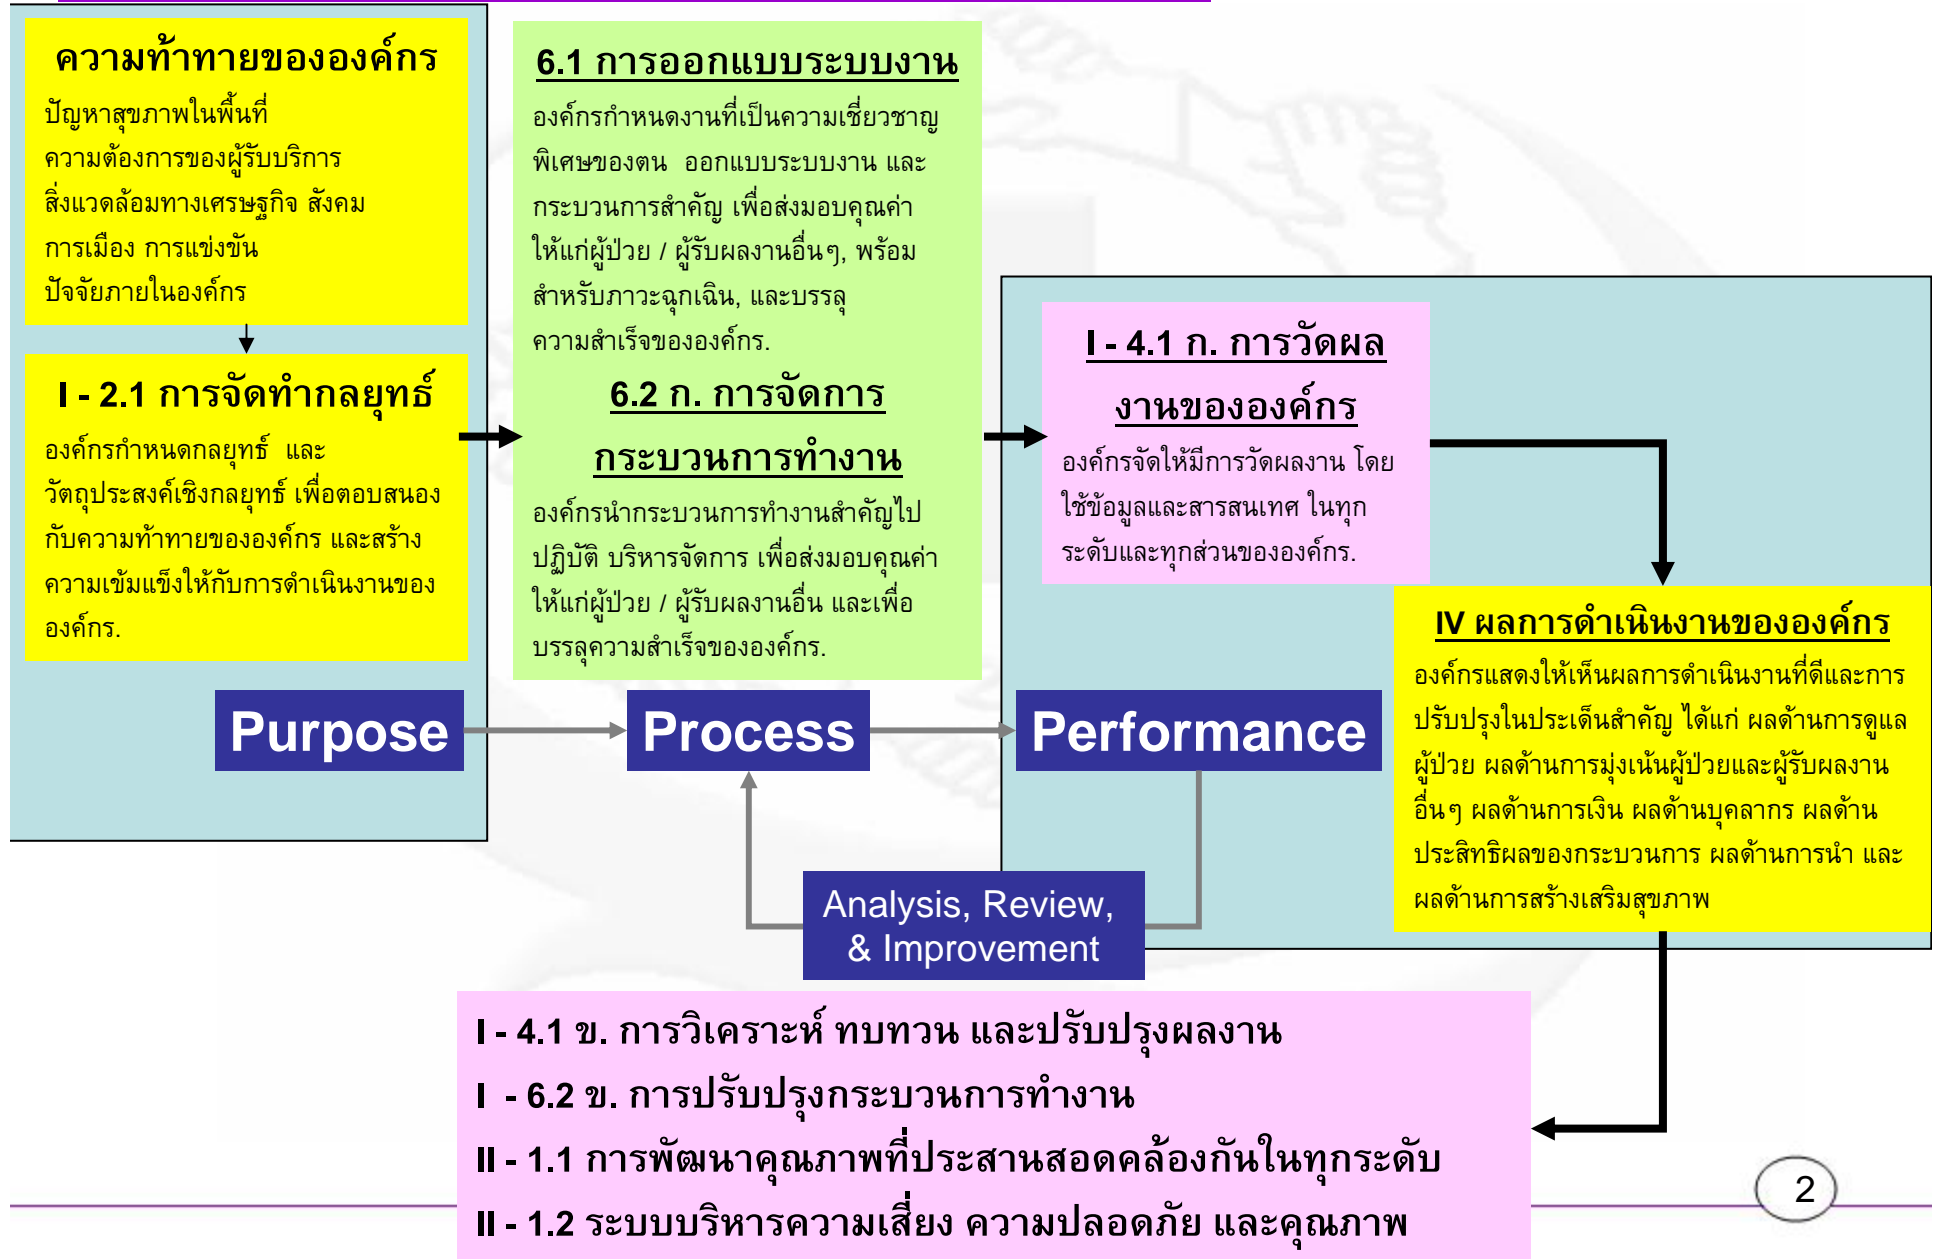 ความท้าทายขององค์กร
ปัญหาสุขภาพในพื้นที่
ความต้องการของผู้รับบริการ
สิ่งแวดล้อมทางเศรษฐกิจ สังคม
การเมือง การแข่งขัน
ปัจจัยภายในองค์กร
I - 2.1 การจัดทำกลยุทธ์
องค์กรกำหนดกลยุทธ์ และ
วัตถุประสงค์เชิงกลยุทธ์ เพื่อตอบสนอง
กับความท้าทายขององค์กร และสร้าง
ความเข้มแข็งให้กับการดำเนินงานของ
องค์กร.
6.1 การออกแบบระบบงาน
องค์กรกำหนดงานที่เป็นความเชี่ยวชาญ
พิเศษของตน ออกแบบระบบงาน และ
กระบวนการสำคัญ เพื่อส่งมอบคุณค่า
ให้แก่ผู้ป่วย / ผู้รับผลงานอื่นๆ, พร้อม
สำหรับภาวะฉุกเฉิน, และบรรลุ
ความสำเร็จขององค์กร.
6.2 ก. การจัดการ
กระบวนการทำงาน
องค์กรนำกระบวนการทำงานสำคัญไป
ปฏิบัติ บริหารจัดการ เพื่อส่งมอบคุณค่า
ให้แก่ผู้ป่วย / ผู้รับผลงานอื่น และเพื่อ
บรรลุความสำเร็จขององค์กร.
I - 4.1 ก. การวัดผล
งานขององค์กร
องค์กรจัดให้มีการวัดผลงาน โดย
ใช้ข้อมูลและสารสนเทศ ในทุก
ระดับและทุกส่วนขององค์กร.
IV ผลการดำเนินงานขององค์กร
องค์กรแสดงให้เห็นผลการดำเนินงานที่ดีและการ
ปรับปรุงในประเด็นสำคัญ ได้แก่ ผลด้านการดูแล
ผู้ป่วย ผลด้านการมุ่งเน้นผู้ป่วยและผู้รับผลงาน
อื่นๆ ผลด้านการเงิน ผลด้านบุคลากร ผลด้าน
ประสิทธิผลของกระบวนการ ผลด้านการนำ และ
ผลด้านการสร้างเสริมสุขภาพ
Purpose
Process
Performance
Analysis, Review,
& Improvement
I - 4.1 ข. การวิเคราะห์ ทบทวน และปรับปรุงผลงาน
I - 6.2 ข. การปรับปรุงกระบวนการทำงาน
II - 1.1 การพัฒนาคุณภาพที่ประสานสอดคล้องกันในทุกระดับ
II - 1.2 ระบบบริหารความเสี่ยง ความปลอดภัย และคุณภาพ
2